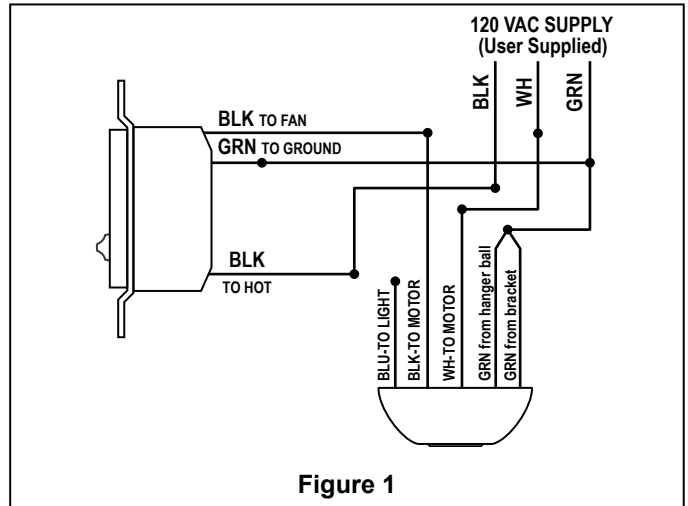 120 VAC SUPPLY
(User Supplied)
BLK
WH
GRN
BLK TO FAN
GRN TO GROUND
BLK
TO HOT
BLU-TO LIGHT
BLK-TO MOTOR
WH-TO MOTOR
GRN from hanger ball
GRN from bracket
Figure 1